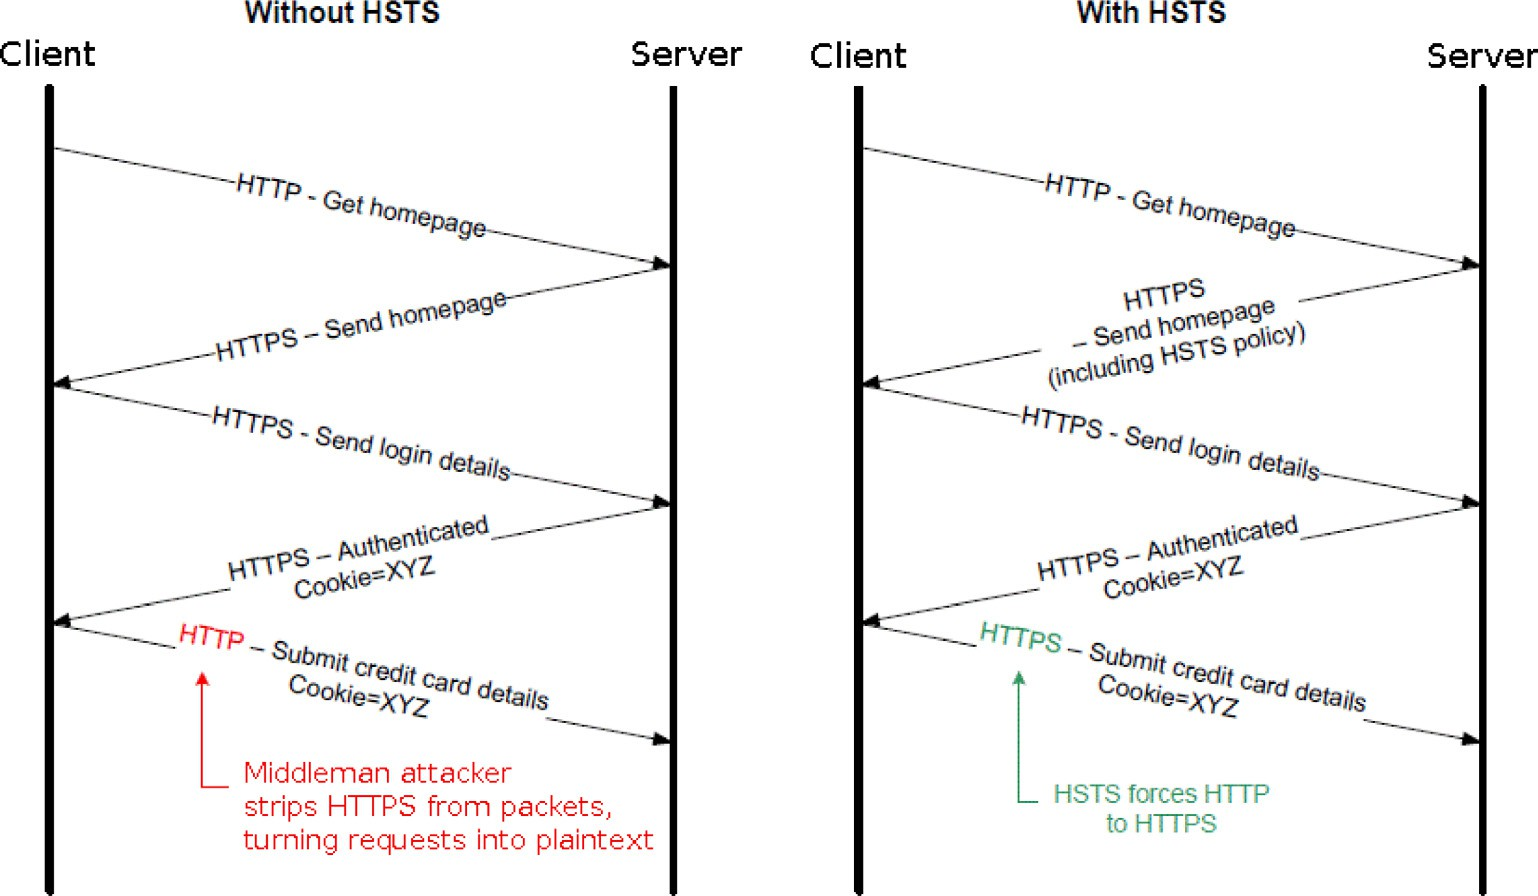 Without HSTS
Client
Server
HTTP - Get homepage
HTTPS – Send homepage
HTTPS - Send login details
HTTPS – Authenticated
Cookie=XYZ
HTTP – Submit credit card details
Cookie=XYZ
Middleman attacker
strips HTTPS from packets,
turning requests into plaintext
With HSTS
Client
Server
HTTP - Get homepage
HTTPS
– Send homepage
(including HSTS policy)
HTTPS - Send login details
HTTPS – Authenticated
Cookie=XYZ
HTTPS – Submit credit card details
Cookie=XYZ
HSTS forces HTTP
to HTTPS